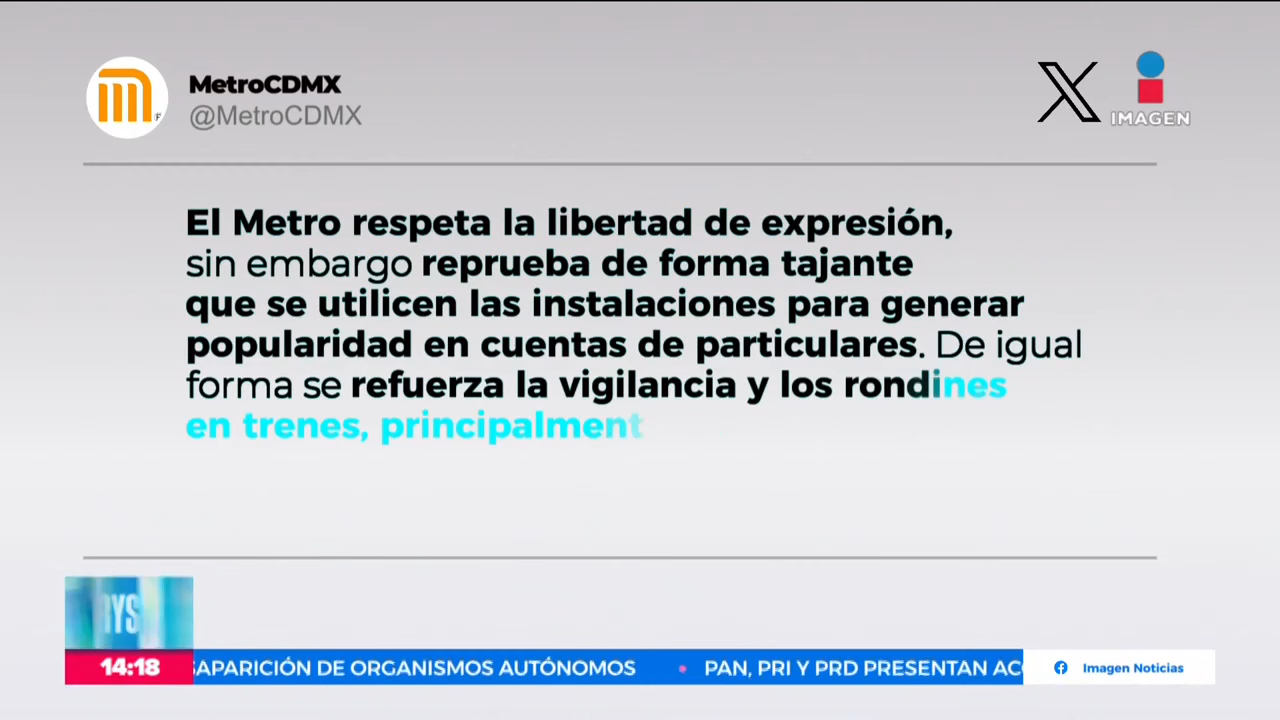 MetroCDMX
@MetroCDMX
IMAGEN
El Metro respeta la libertad de expresión,
sin embargo reprueba de forma tajante
que se utilicen las instalaciones para generar
popularidad en cuentas de particulares. De igual
forma se refuerza la vigilancia y los rondines
en trenes, principalment
RYS
14:18
SAPARICIÓN DE ORGANISMOS AUTÓNOMOS • PAN, PRI Y PRD PRESENTAN AC
Imagen Noticias